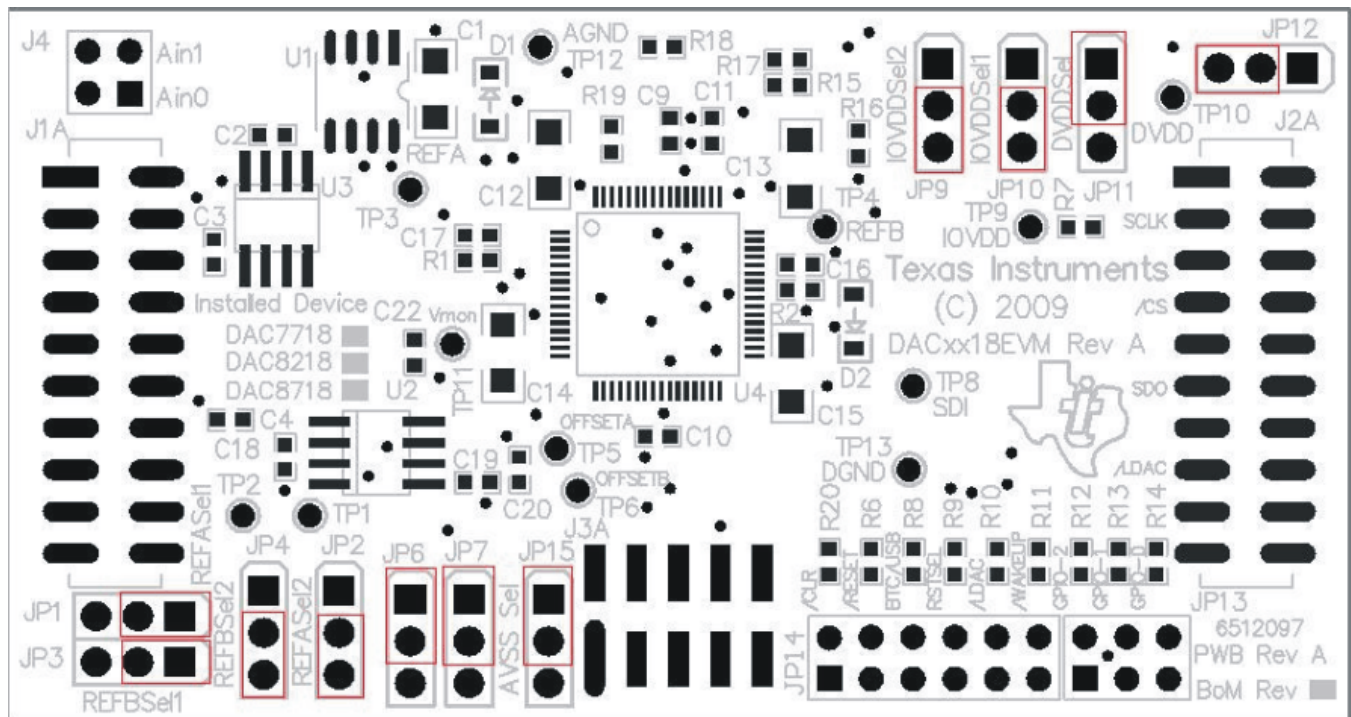 J4
Ain1
Ain0
J1A
U1
C1
D1
AGND
TP12
R18
R17
R15
R16
R19
C9
C11
C2
REFA
C12
C13
U3
TP3
C3
C17
R1
TP4
REFB
IOVDDSel2
IOVDDSel1
DVDDSel
JP9
JP10
JP11
JP12
TP10
DVDD
J2A
TP9
IOVDD
R7
SCLK
C16
Texas Instruments
(C) 2009
/CS
DACxx18EVM Rev A
Installed Device
DAC7718
DAC8218
DAC8718
C22
Vmon
TP11
C14
R2
D2
U4
C15
TP8
SDI
SDO
U2
C4
C18
OFFSETA
TP5
C10
TP13
DGND
/LDAC
C19
OFFSETB
TP6
C20
TP2
TP1
J3A
REFASel1
JP4
JP2
JP6
JP7
JP15
REFBSel2
REFASel2
AVSS Sel
JP1
JP3
REFBSel1
R20
R6
R8
R9
R10
R11
R12
R13
R14
/CLR
/RESET
BTC/USB
RSTSEL
/LDAC
/WAKEUP
GPO-2
GPO-1
GPO-0
JP14
JP13
6512097
PWB Rev A
BoM Rev